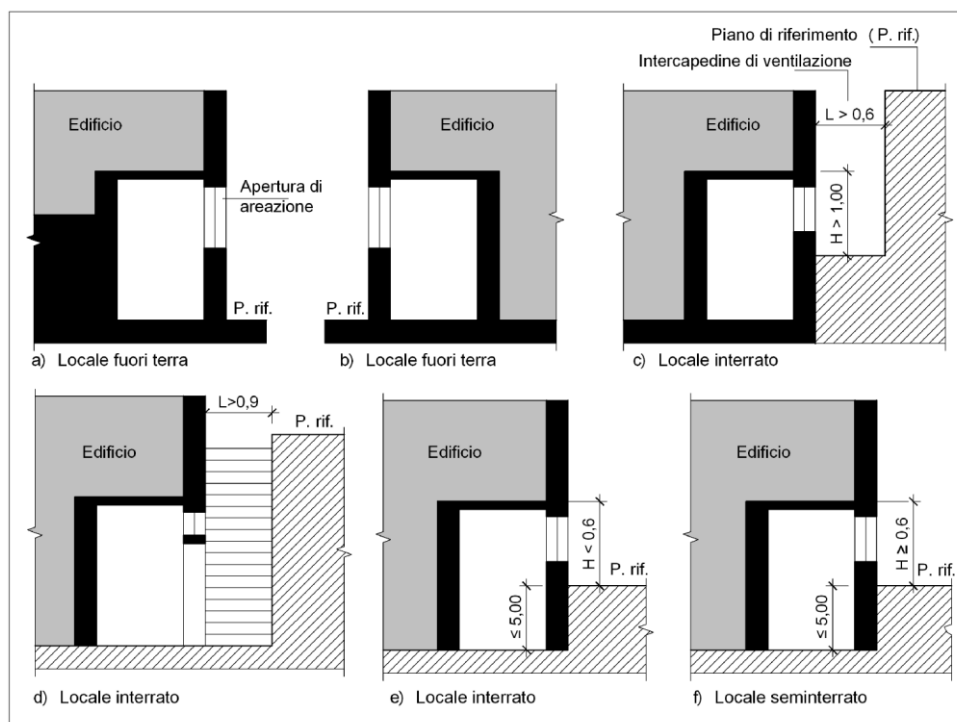 Piano di riferimento ( P. rif.)
Intercapedine di ventilazione
Edificio
Apertura di
areazione
P. rif.
a) Locale fuori terra
Edificio
P. rif.
b) Locale fuori terra
Edificio
L > 0,6
H > 1,00
c) Locale interrato
L>0,9
P. rif.
Edificio
d) Locale interrato
Edificio
H < 0,6
P. rif.
≤ 5,00
e) Locale interrato
Edificio
H ≥ 0,6
P. rif.
≤ 5,00
f) Locale seminterrato